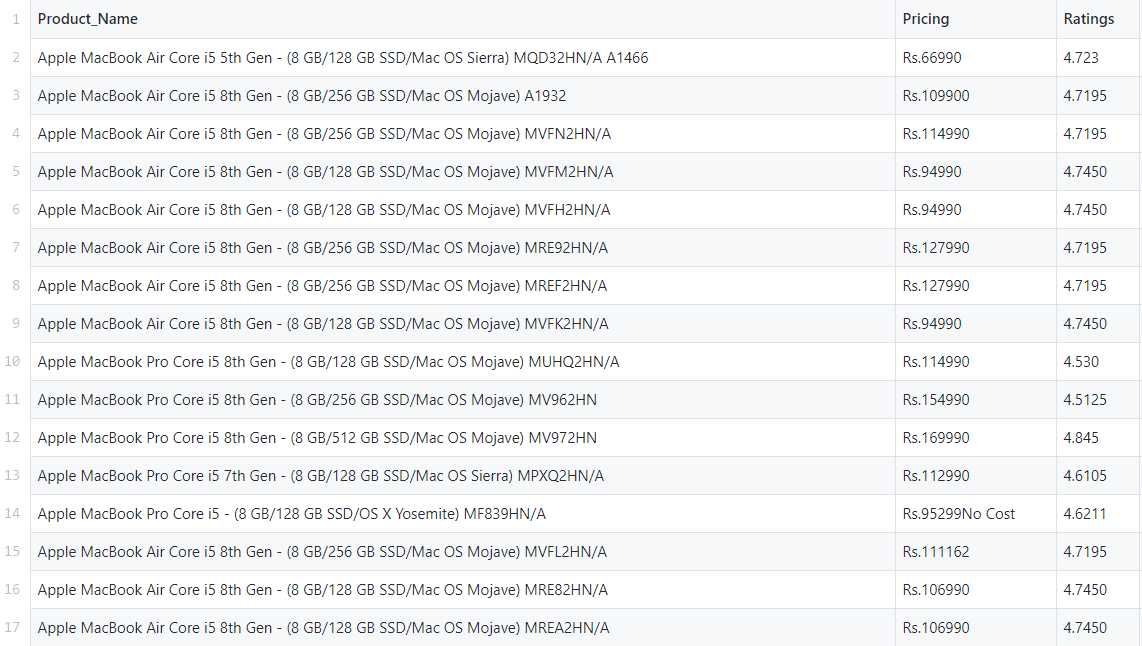 1 Product_Name Pricing Ratings
2 Apple MacBook Air Core i5 5th Gen - (8 GB/128 GB SSD/Mac OS Sierra) MQD32HN/A A1466 Rs.66990 4.723
3 Apple MacBook Air Core i5 8th Gen - (8 GB/256 GB SSD/Mac OS Mojave) A1932 Rs.109900 4.7195
4 Apple MacBook Air Core i5 8th Gen - (8 GB/256 GB SSD/Mac OS Mojave) MVFN2HN/A Rs.114990 4.7195
5 Apple MacBook Air Core i5 8th Gen - (8 GB/128 GB SSD/Mac OS Mojave) MVFM2HN/A Rs.94990 4.7450
6 Apple MacBook Air Core i5 8th Gen - (8 GB/128 GB SSD/Mac OS Mojave) MVFH2HN/A Rs.94990 4.7450
7 Apple MacBook Air Core i5 8th Gen - (8 GB/256 GB SSD/Mac OS Mojave) MRE92HN/A Rs.127990 4.7195
8 Apple MacBook Air Core i5 8th Gen - (8 GB/256 GB SSD/Mac OS Mojave) MREF2HN/A Rs.127990 4.7195
9 Apple MacBook Air Core i5 8th Gen - (8 GB/128 GB SSD/Mac OS Mojave) MVFK2HN/A Rs.94990 4.7450
10 Apple MacBook Pro Core i5 8th Gen - (8 GB/128 GB SSD/Mac OS Mojave) MUHQ2HN/A Rs.114990 4.530
11 Apple MacBook Pro Core i5 8th Gen - (8 GB/256 GB SSD/Mac OS Mojave) MV962HN Rs.154990 4.5125
12 Apple MacBook Pro Core i5 8th Gen - (8 GB/512 GB SSD/Mac OS Mojave) MV972HN Rs.169990 4.845
13 Apple MacBook Pro Core i5 7th Gen - (8 GB/128 GB SSD/Mac OS Sierra) MPXQ2HN/A Rs.112990 4.6105
14 Apple MacBook Pro Core i5 - (8 GB/128 GB SSD/OS X Yosemite) MF839HN/A Rs.95299No Cost 4.6211
15 Apple MacBook Air Core i5 8th Gen - (8 GB/256 GB SSD/Mac OS Mojave) MVFL2HN/A Rs.111162 4.7195
16 Apple MacBook Air Core i5 8th Gen - (8 GB/128 GB SSD/Mac OS Mojave) MRE82HN/A Rs.106990 4.7450
17 Apple MacBook Air Core i5 8th Gen - (8 GB/128 GB SSD/Mac OS Mojave) MREA2HN/A Rs.106990 4.7450